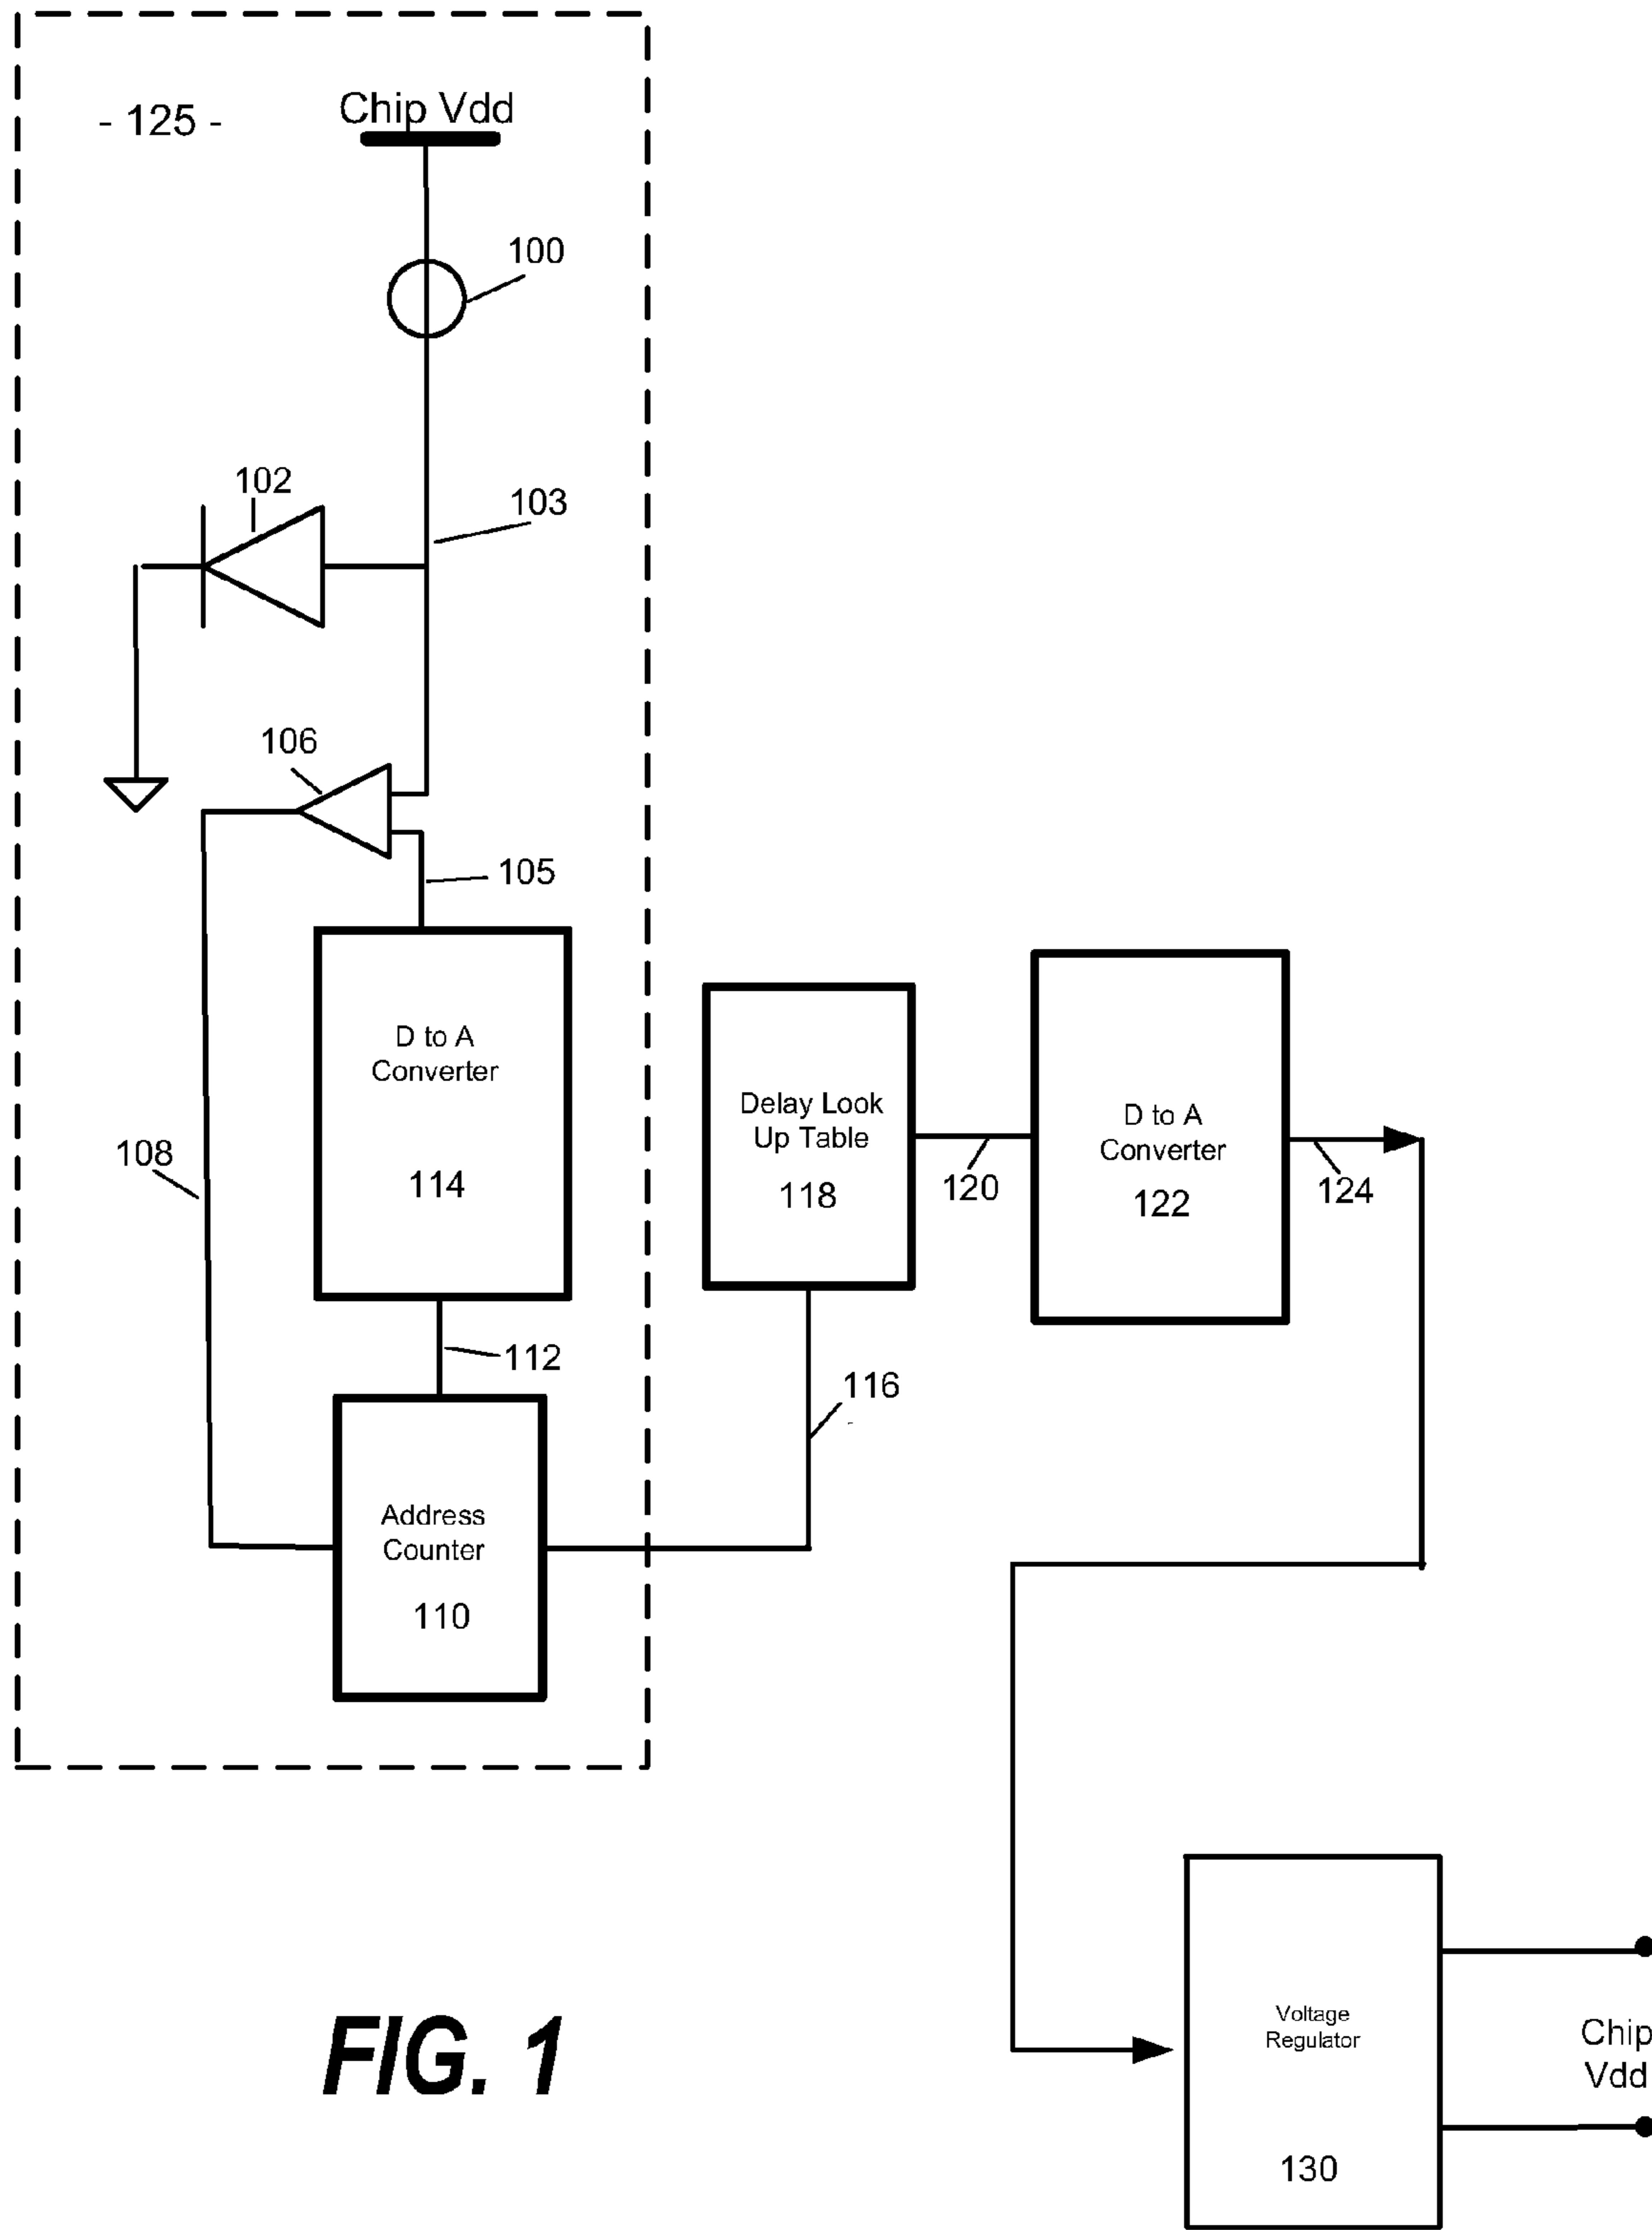 - 125 -
Chip Vdd
100
102
103
106
105
D to A
Converter
114
108
112
Address
Counter
110
Delay Look
Up Table
118
120
D to A
Converter
122
124
116
Voltage
Regulator
130
Chip
Vdd
FIG. 1